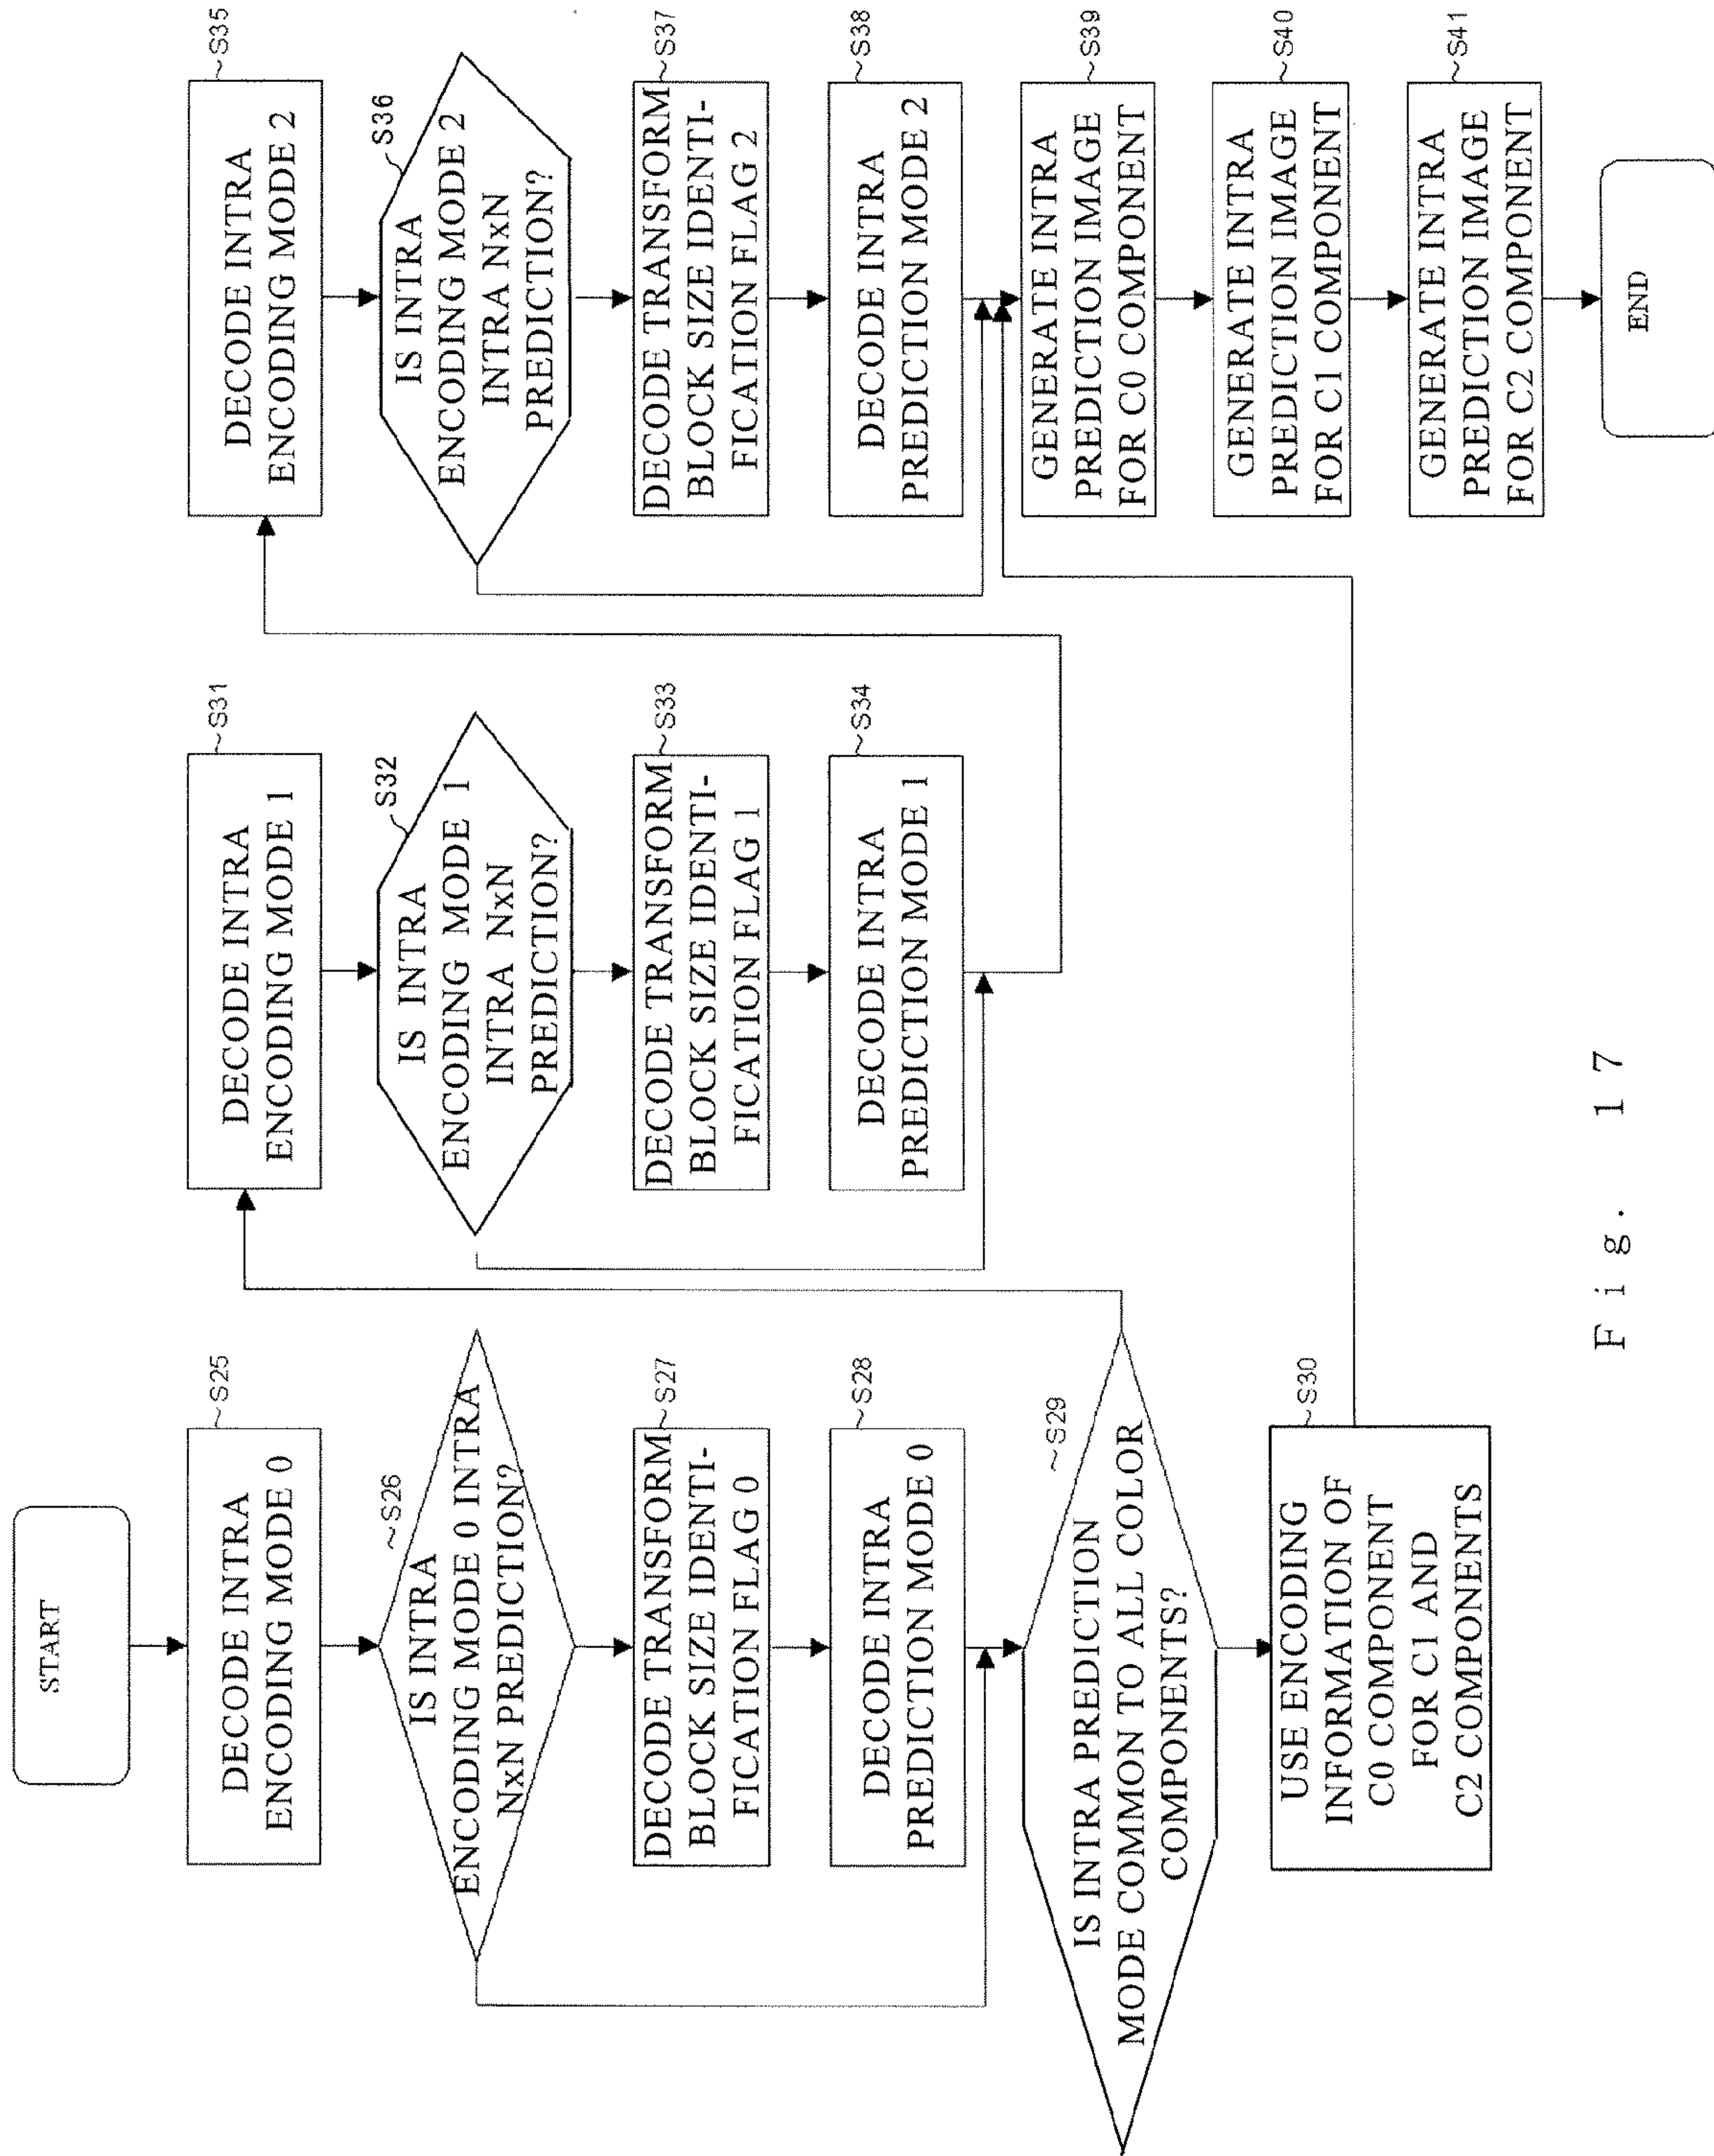 START
DECODE INTRA
ENCODING MODE 0
~S25
IS INTRA
ENCODING MODE 0 INTRA
NxN PREDICTION?
~S26
DECODE TRANSFORM
BLOCK SIZE IDENTI-
FICATION FLAG 0
~S27
DECODE INTRA
PREDICTION MODE 0
~S28
IS INTRA PREDICTION
MODE COMMON TO ALL COLOR
COMPONENTS?
~S29
USE ENCODING
INFORMATION OF
C0 COMPONENT
FOR C1 AND
C2 COMPONENTS
~S30
DECODE INTRA
ENCODING MODE 1
~S31
IS INTRA
ENCODING MODE 1
INTRA NxN
PREDICTION?
~S32
DECODE TRANSFORM
BLOCK SIZE IDENTI-
FICATION FLAG 1
~S33
DECODE INTRA
PREDICTION MODE 1
~S34
DECODE INTRA
ENCODING MODE 2
~S35
IS INTRA
ENCODING MODE 2
INTRA NxN
PREDICTION?
~S36
DECODE TRANSFORM
BLOCK SIZE IDENTI-
FICATION FLAG 2
~S37
DECODE INTRA
PREDICTION MODE 2
~S38
GENERATE INTRA
PREDICTION IMAGE
FOR C0 COMPONENT
~S39
GENERATE INTRA
PREDICTION IMAGE
FOR C1 COMPONENT
~S40
GENERATE INTRA
PREDICTION IMAGE
FOR C2 COMPONENT
~S41
END
Fig. 17